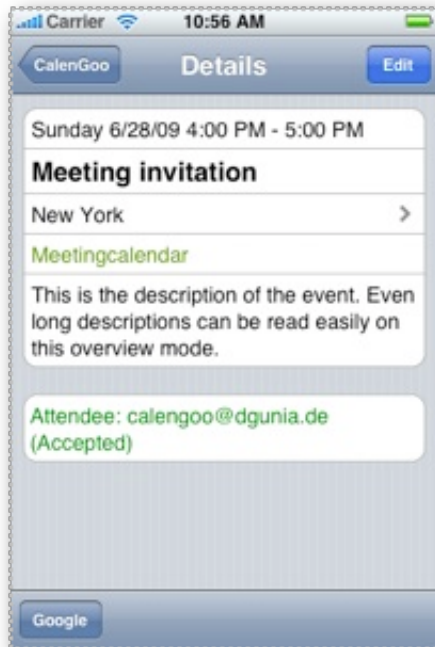 Carrier 10:56 AM
CalenGoo Details Edit
Sunday 6/28/09 4:00 PM - 5:00 PM
Meeting invitation
New York
Meetingcalendar
This is the description of the event. Even
long descriptions can be read easily on
this overview mode.
Attendee: calengoo@dgunia.de
(Accepted)
Google